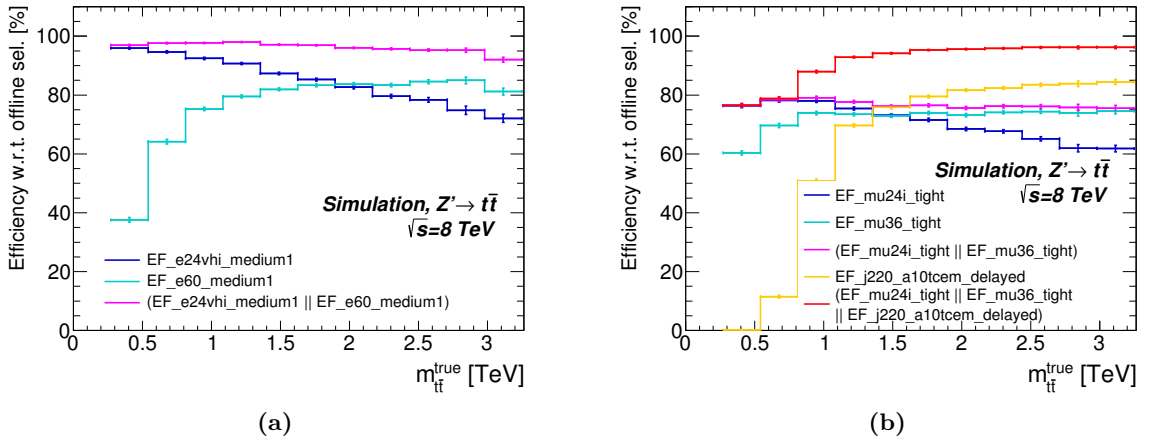 Efficiency w.r.t. offline sel. [%]
100
80
60
40
20
0
Simulation, Z'→ tt̄
√s=8 TeV
EF_e24vhi_medium1
EF_e60_medium1
(EF_e24vhi_medium1 || EF_e60_medium1)
0 0.5 1 1.5 2 2.5 3
m_tt̄^true [TeV]
(a)
Efficiency w.r.t. offline sel. [%]
100
80
60
40
20
0
Simulation, Z'→ tt̄
√s=8 TeV
EF_mu24i_tight
EF_mu36_tight
(EF_mu24i_tight || EF_mu36_tight)
EF_j220_a10tcem_delayed
(EF_mu24i_tight || EF_mu36_tight
|| EF_j220_a10tcem_delayed)
0 0.5 1 1.5 2 2.5 3
m_tt̄^true [TeV]
(b)